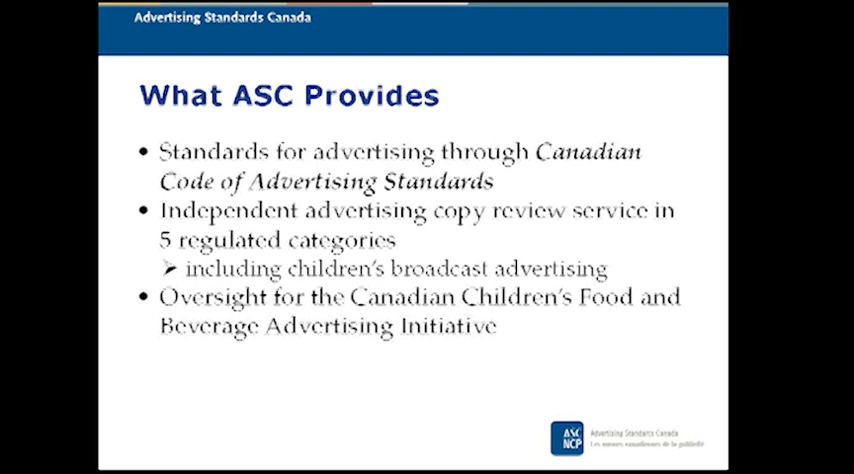 Advertising Standards Canada
What ASC Provides
• Standards for advertising through Canadian
Code of Advertising Standards
• Independent advertising copy review service in
5 regulated categories
➢ including children's broadcast advertising
• Oversight for the Canadian Children's Food and
Beverage Advertising Initiative
ASC
NCP
Advertising Standards Canada
Les normes canadiennes de la publicité